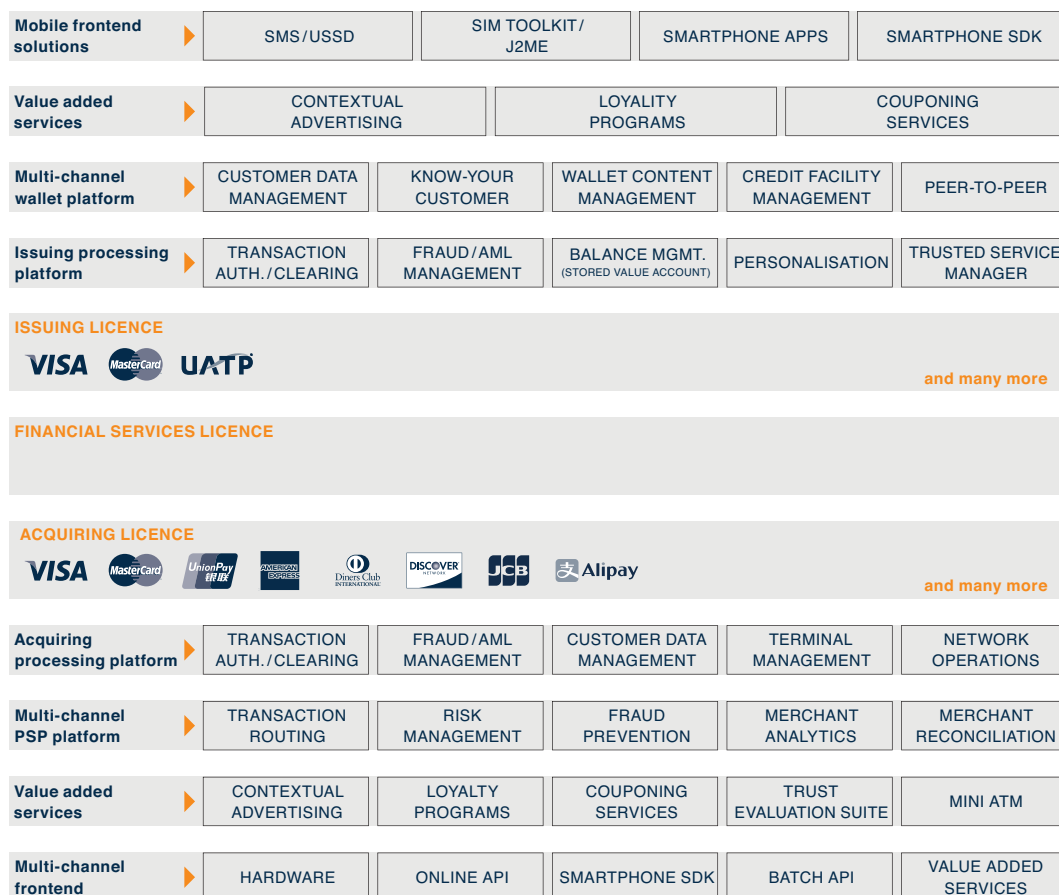 Mobile frontend
solutions
SMS/USSD
SIM TOOLKIT/
J2ME
SMARTPHONE APPS
SMARTPHONE SDK
Value added
services
CONTEXTUAL
ADVERTISING
LOYALITY
PROGRAMS
COUPONING
SERVICES
Multi-channel
wallet platform
CUSTOMER DATA
MANAGEMENT
KNOW-YOUR
CUSTOMER
WALLET CONTENT
MANAGEMENT
CREDIT FACILITY
MANAGEMENT
PEER-TO-PEER
Issuing processing
platform
TRANSACTION
AUTH./CLEARING
FRAUD/AML
MANAGEMENT
BALANCE MGMT.
(STORED VALUE ACCOUNT)
PERSONALISATION
TRUSTED SERVICE
MANAGER
ISSUING LICENCE
VISA
MasterCard
UATP
and many more
FINANCIAL SERVICES LICENCE
ACQUIRING LICENCE
VISA
MasterCard
UnionPay
银联
AMERICAN
EXPRESS
Diners Club
INTERNATIONAL
DISCOVER
NETWORK
JCB
支 Alipay
and many more
Acquiring
processing platform
TRANSACTION
AUTH./CLEARING
FRAUD/AML
MANAGEMENT
CUSTOMER DATA
MANAGEMENT
TERMINAL
MANAGEMENT
NETWORK
OPERATIONS
Multi-channel
PSP platform
TRANSACTION
ROUTING
RISK
MANAGEMENT
FRAUD
PREVENTION
MERCHANT
ANALYTICS
MERCHANT
RECONCILIATION
Value added
services
CONTEXTUAL
ADVERTISING
LOYALTY
PROGRAMS
COUPONING
SERVICES
TRUST
EVALUATION SUITE
MINI ATM
Multi-channel
frontend
HARDWARE
ONLINE API
SMARTPHONE SDK
BATCH API
VALUE ADDED
SERVICES